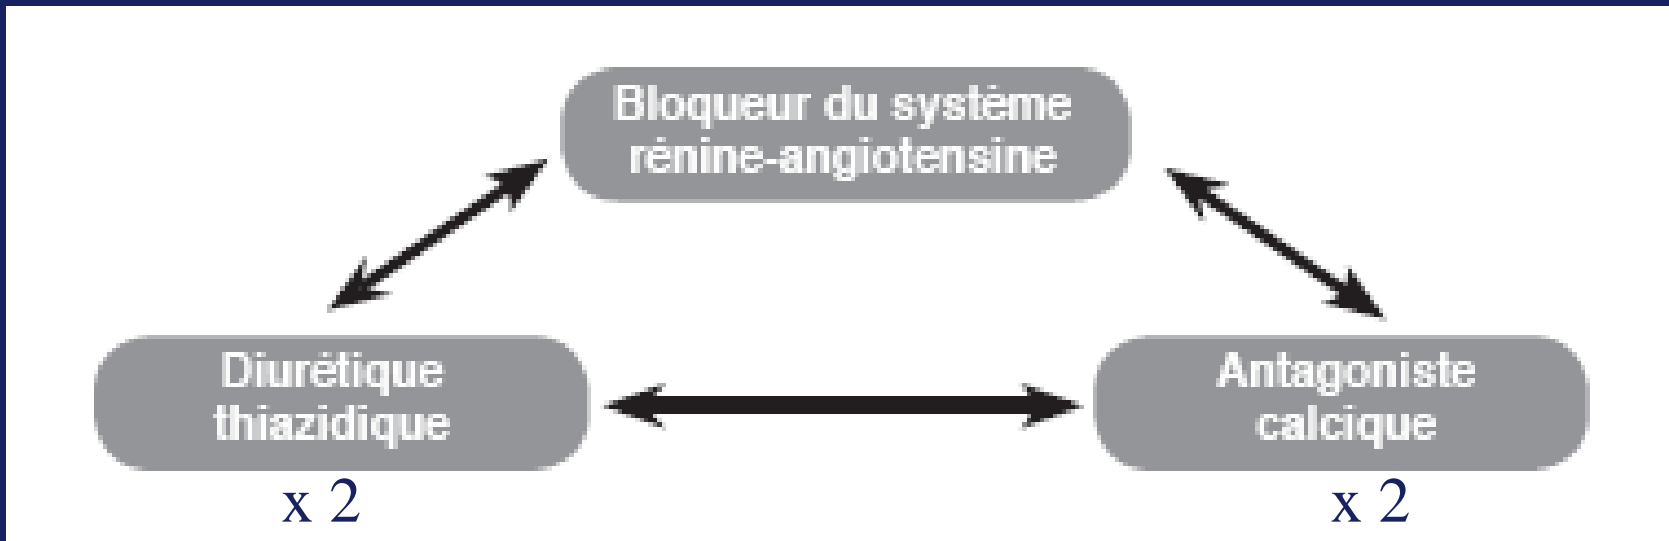 Bloqueur du système
rénine-angiotensine
Diurétique
thiazidique
Antagoniste
calcique
x 2
x 2